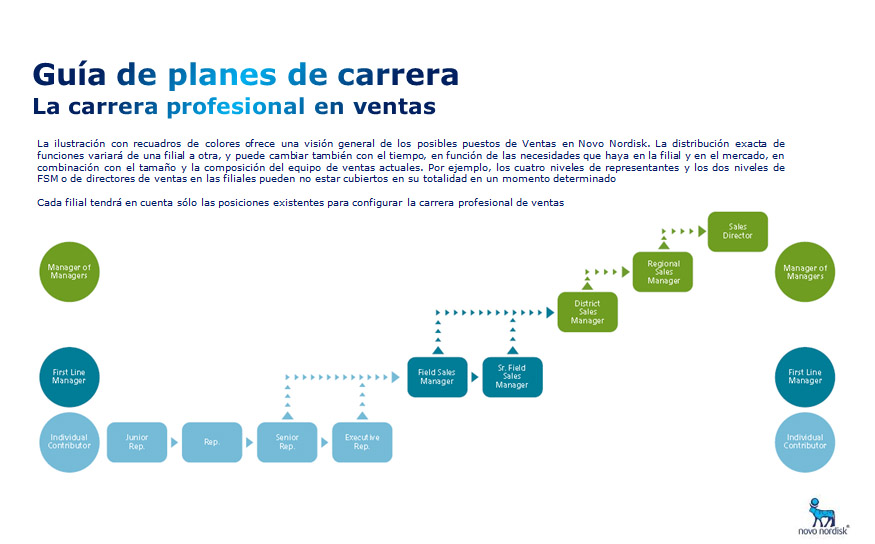 Guía de planes de carrera
La carrera profesional en ventas
La ilustración con recuadros de colores ofrece una visión general de los posibles puestos de Ventas en Novo Nordisk. La distribución exacta de
funciones variará de una filial a otra, y puede cambiar también con el tiempo, en función de las necesidades que haya en la filial y en el mercado, en
combinación con el tamaño y la composición del equipo de ventas actuales. Por ejemplo, los cuatro niveles de representantes y los dos niveles de
FSM o de directores de ventas en las filiales pueden no estar cubiertos en su totalidad en un momento determinado
Cada filial tendrá en cuenta sólo las posiciones existentes para configurar la carrera profesional de ventas
Sales
Director
Manager of
Managers
Regional
Sales
Manager
Manager of
Managers
District
Sales
Manager
First Line
Manager
Field Sales
Manager
Sr. Field
Sales
Manager
First Line
Manager
Individual
Contributor
Junior
Rep.
Rep.
Senior
Rep.
Executive
Rep.
Individual
Contributor
novo nordisk®